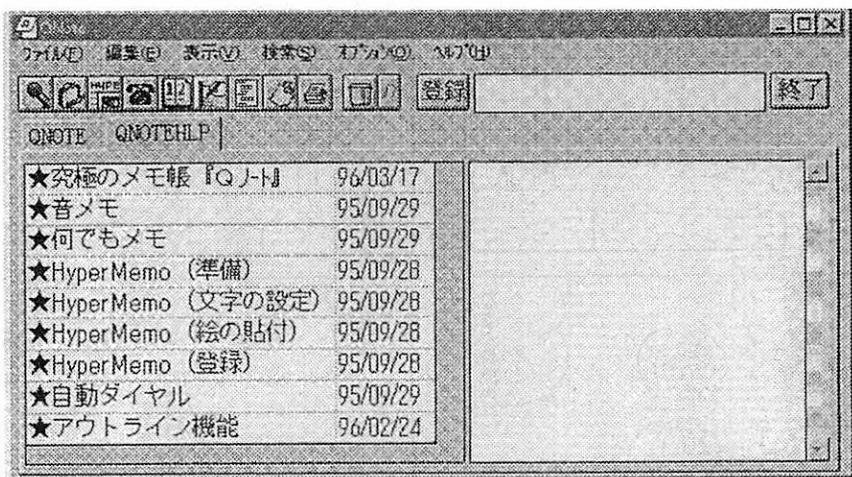 ファイル(F) 編集(E) 表示(V) 検索(S) オプション(O) ヘルプ(H)
登録 終了
QNOTE QNOTEHLP
★究極のメモ帳『Qノート』 96/03/17
★音メモ 95/09/29
★何でもメモ 95/09/29
★HyperMemo (準備) 95/09/28
★HyperMemo (文字の設定) 95/09/28
★HyperMemo (絵の貼付) 95/09/28
★HyperMemo (登録) 95/09/28
★自動ダイヤル 95/09/29
★アウトライン機能 96/02/24